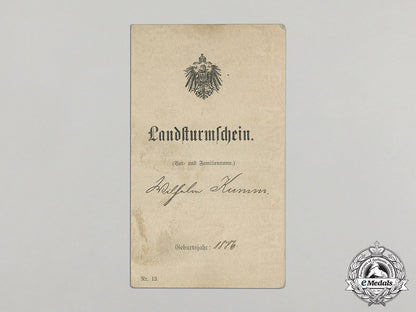 Landsturmschein.
(Vor- und Familienname.)
Wilhelm Kumm
Geburtsjahr: 1876
Nr. 13.
eMedals